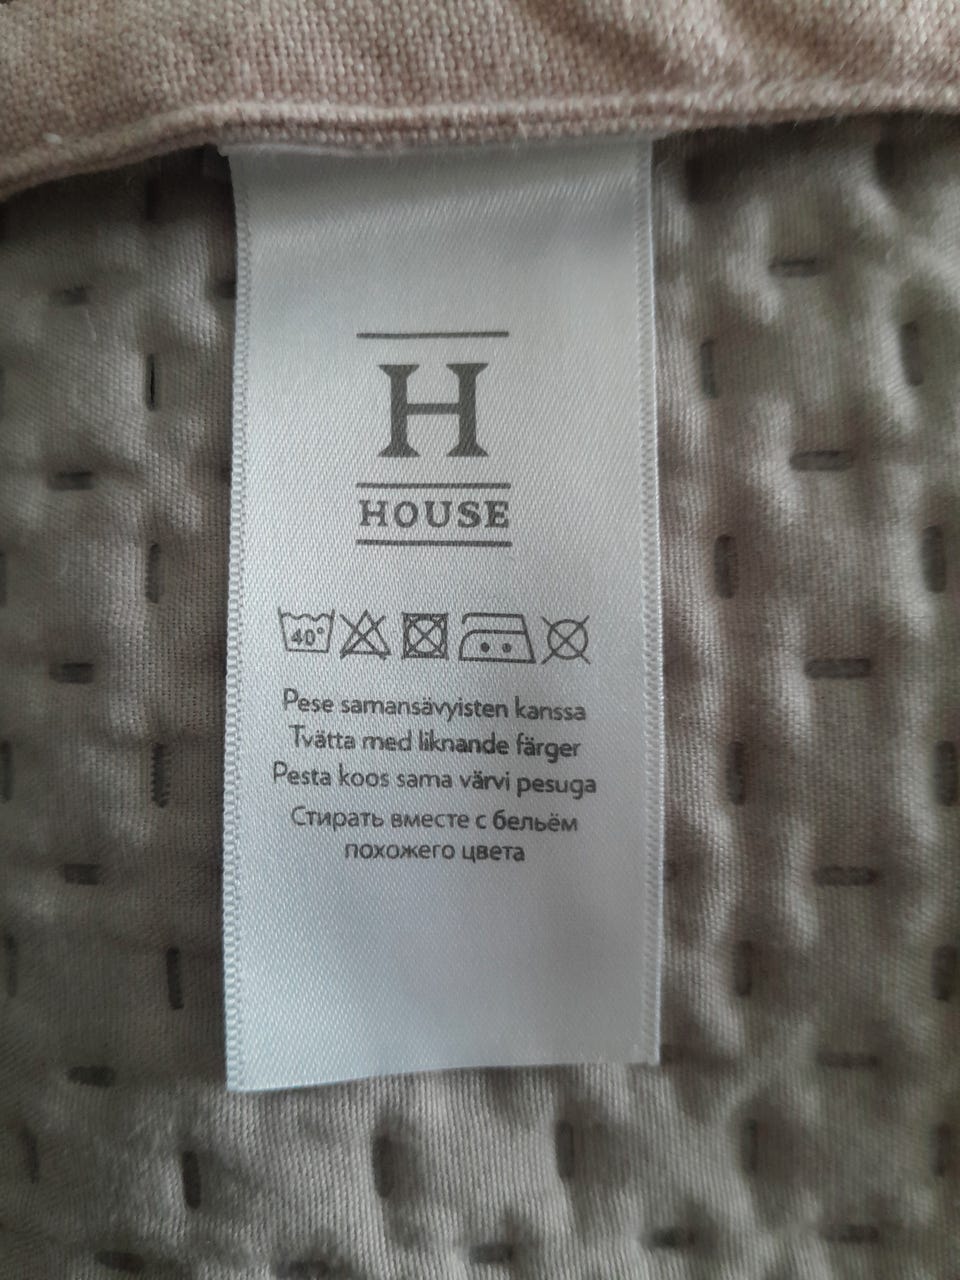 H
HOUSE
40°
Pese samansävyisten kanssa
Tvätta med liknande färger
Pesta koos sama värvi pesuga
Стирать вместе с бельём
похожего цвета